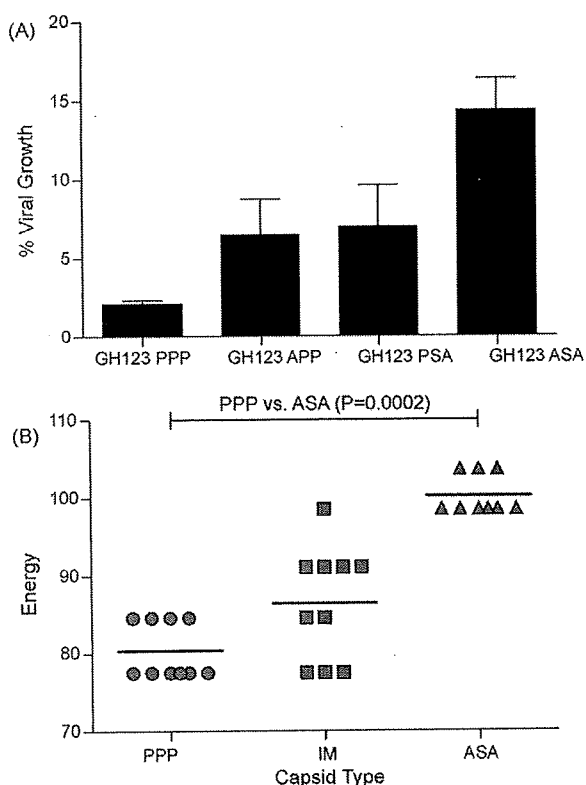 (A)
20
15
10
5
0
% Viral Growth
GH123 PPP
GH123 APP
GH123 PSA
GH123 ASA
(B)
PPP vs. ASA (P=0.0002)
110
100
90
80
70
Energy
PPP
IM
ASA
Capsid Type